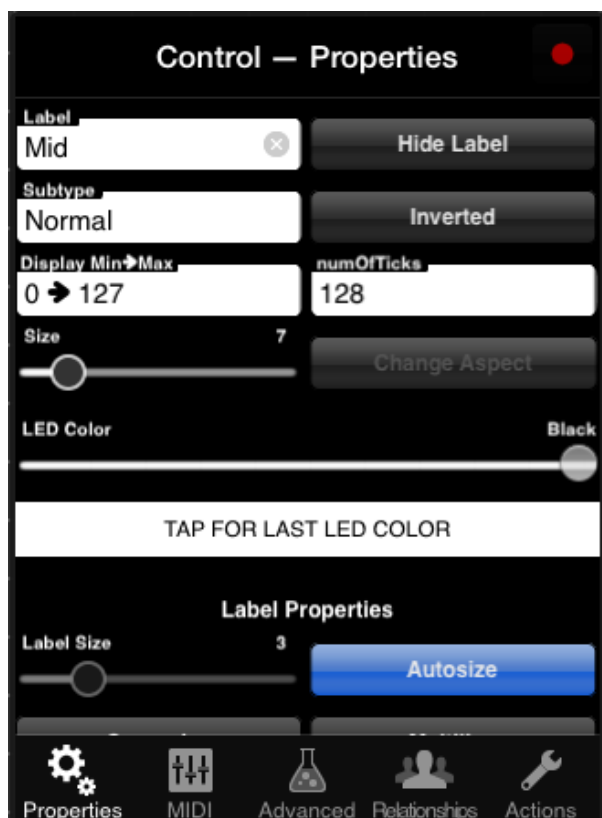 Control — Properties
Label
Mid
Hide Label
Subtype
Normal
Inverted
Display Min➔Max
0 ➔ 127
numOfTicks
128
Size 7
Change Aspect
LED Color Black
TAP FOR LAST LED COLOR
Label Properties
Label Size 3
Autosize
Properties MIDI Advanced Relationships Actions